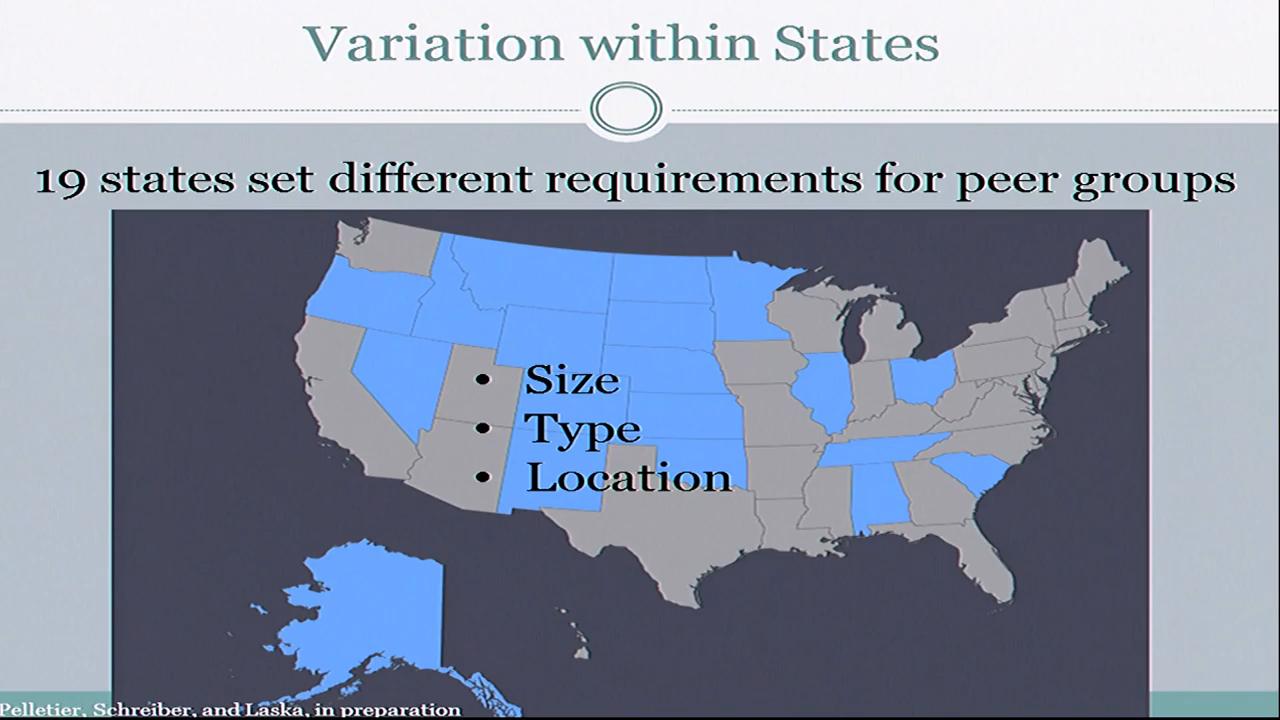 Variation within States
19 states set different requirements for peer groups
• Size
• Type
• Location
Pelletier, Schreiber, and Laska, in preparation